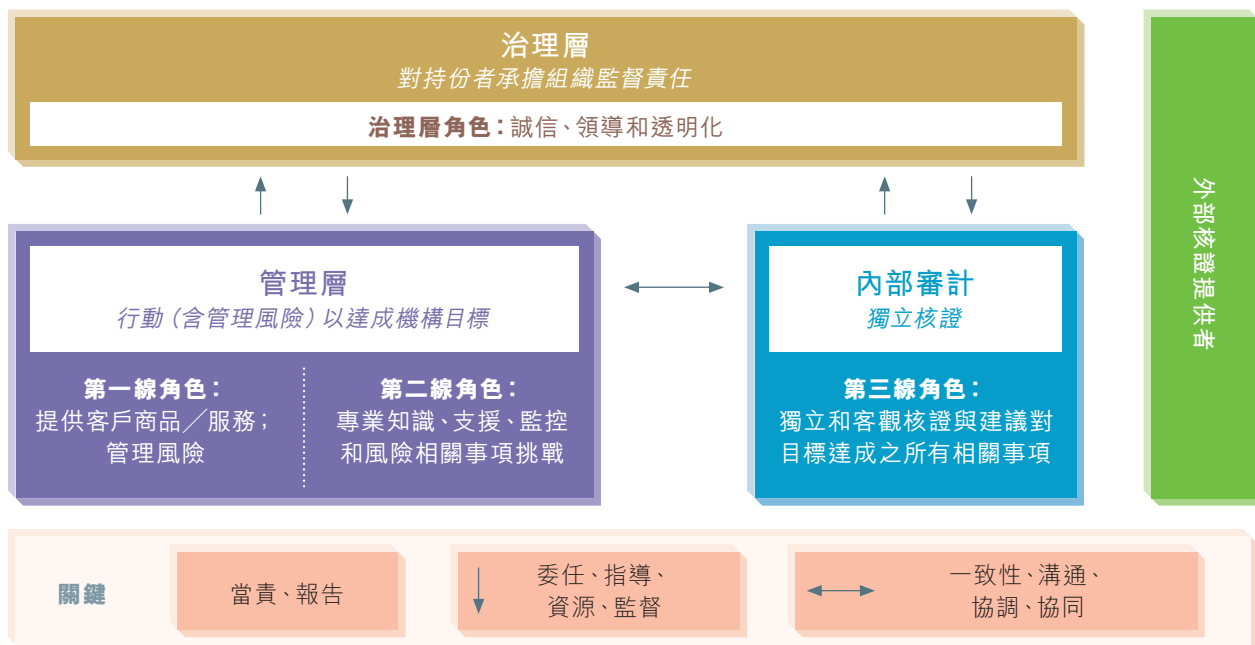 治理層
對持份者承擔組織監督責任
治理層角色：誠信、領導和透明化
管理層
行動（含管理風險）以達成機構目標
第一線角色：
提供客戶商品／服務；
管理風險
第二線角色：
專業知識、支援、監控
和風險相關事項挑戰
內部審計
獨立核證
第三線角色：
獨立和客觀核證與建議對
目標達成之所有相關事項
外部核證提供者
關鍵
當責、報告
委任、指導、
資源、監督
一致性、溝通、
協調、協同